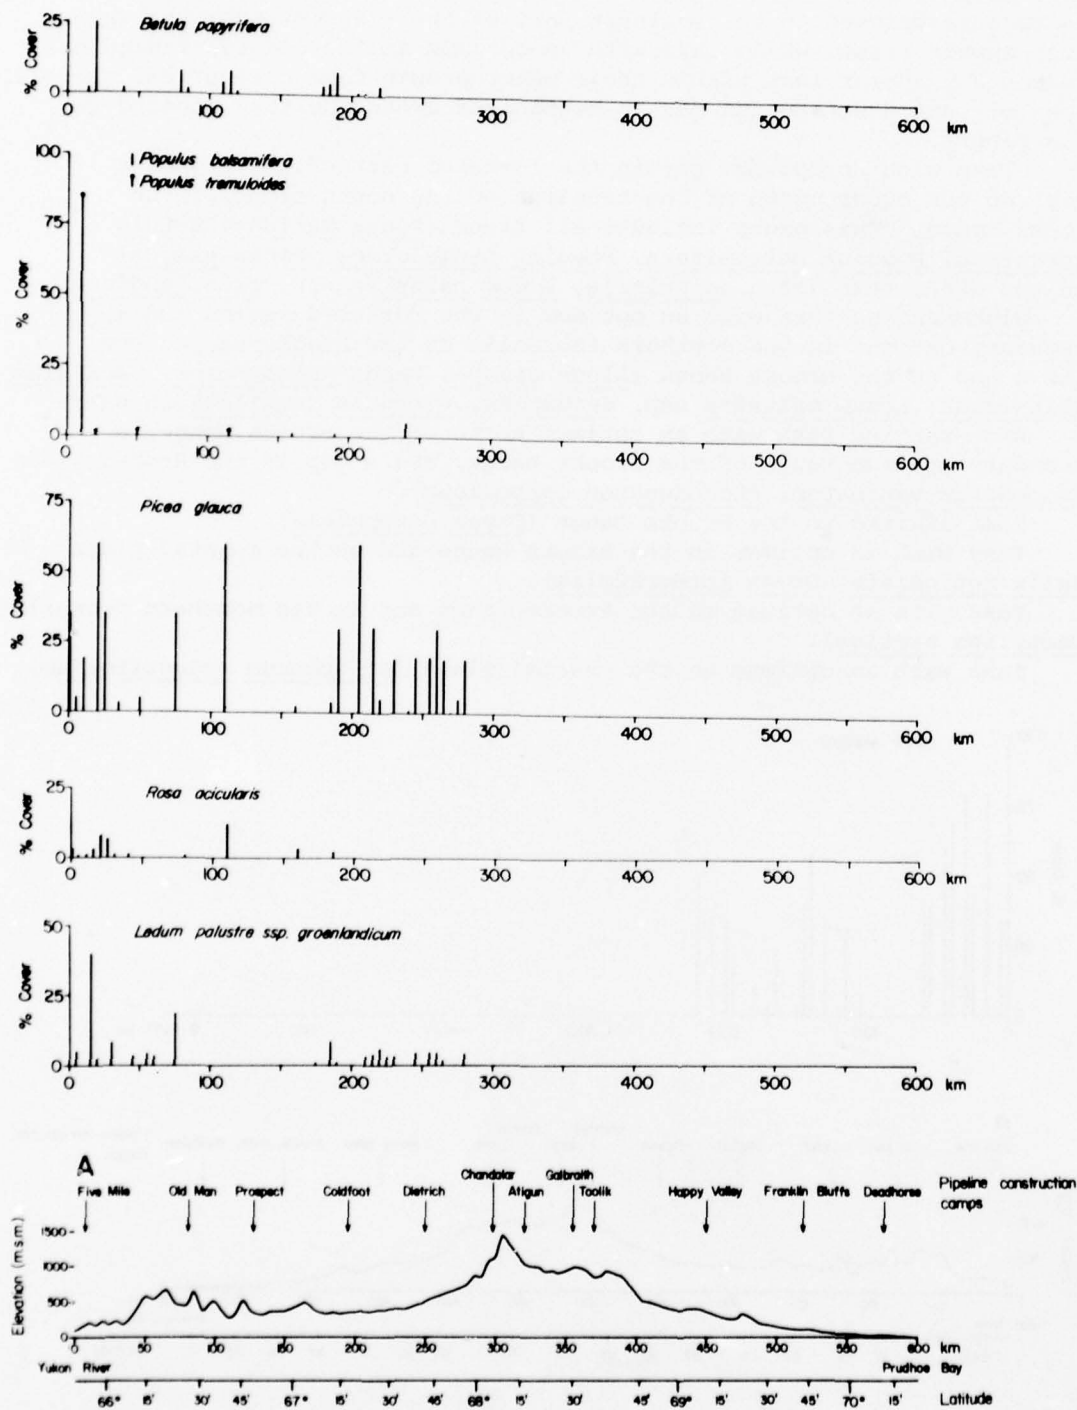 25
Betula papyrifera
% Cover
0
0 100 200 300 400 500 600 km
100
Populus balsamifera
Populus tremuloides
75
% Cover
50
25
0
0 100 200 300 400 500 600 km
75
Picea glauca
50
% Cover
25
0
0 100 200 300 400 500 600 km
25
Rosa acicularis
% Cover
0
0 100 200 300 400 500 600 km
50
Ledum palustre ssp. groenlandicum
% Cover
25
0
0 100 200 300 400 500 600 km
A
Chandalar Galbraith
Five Mile Old Man Prospect Coldfoot Dietrich Atigun Toolik Happy Valley Franklin Bluffs Deadhorse
Pipeline construction camps
Elevation (m.s.m.)
1500
1000
500
0
0 50 100 150 200 250 300 350 400 450 500 550 600 km
Yukon River Prudhoe Bay
66° 15' 30' 45' 67° 15' 30' 45' 68° 15' 30' 45' 69° 15' 30' 45' 70° 15' Latitude